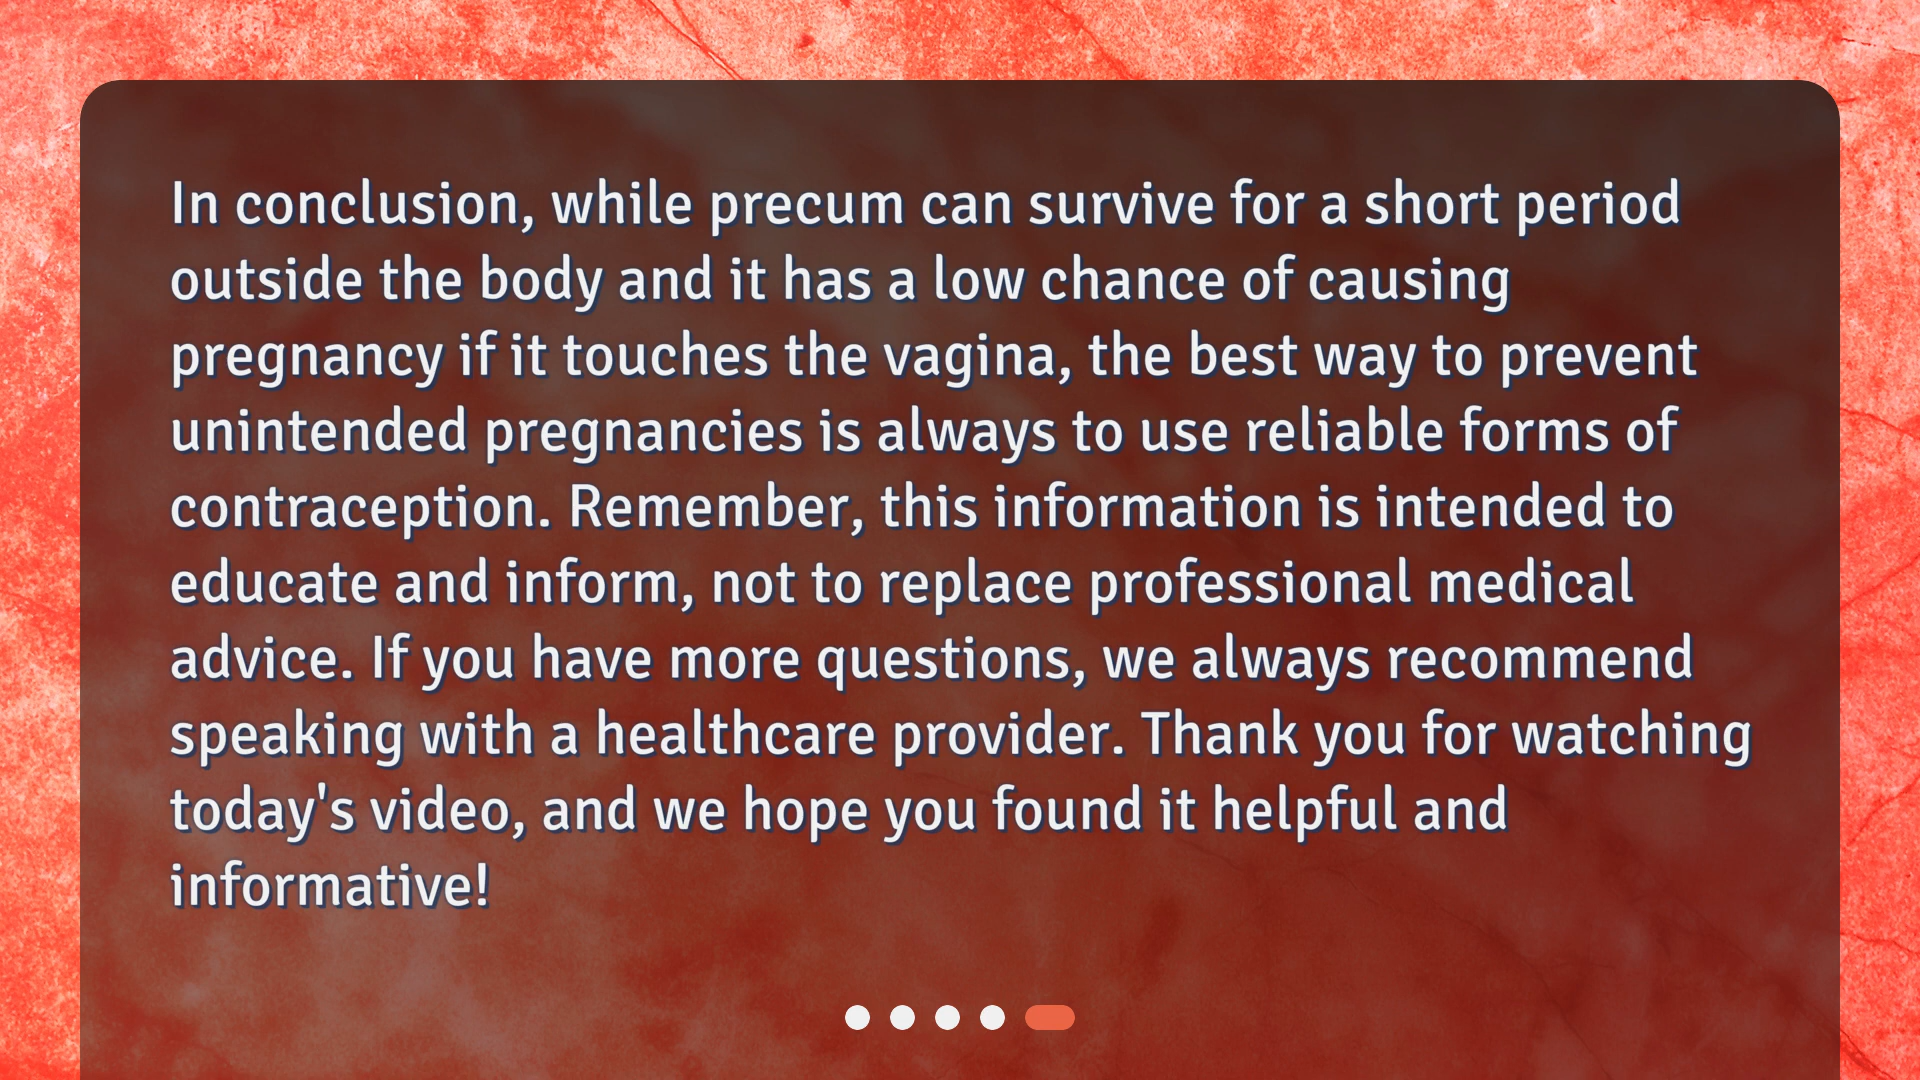 In conclusion, while precum can survive for a short period
outside the body and it has a low chance of causing
pregnancy if it touches the vagina, the best way to prevent
unintended pregnancies is always to use reliable forms of
contraception. Remember, this information is intended to
educate and inform, not to replace professional medical
advice. If you have more questions, we always recommend
speaking with a healthcare provider. Thank you for watching
today's video, and we hope you found it helpful and
informative!